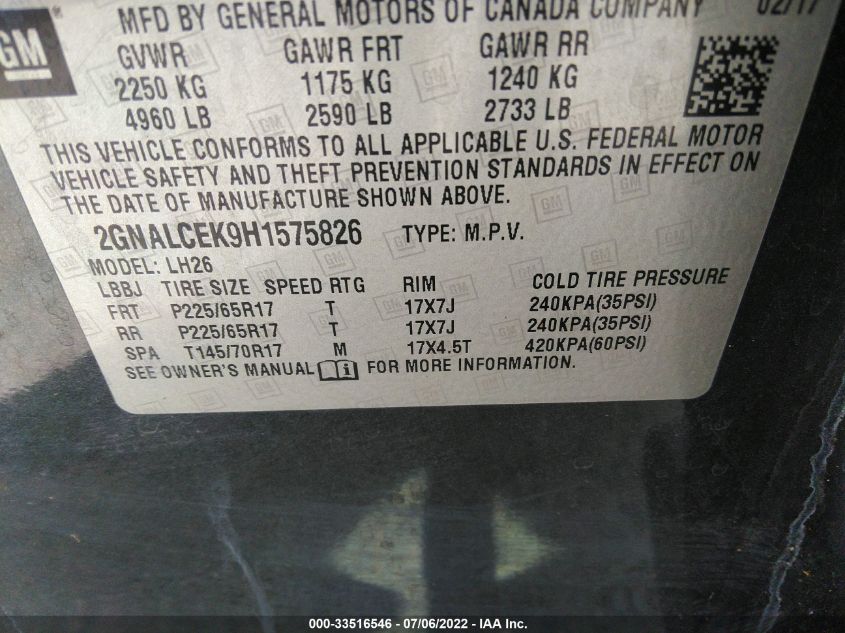 GM
MFD BY GENERAL MOTORS OF CANADA COMPANY 02/17
GVWR GAWR FRT GAWR RR
2250 KG 1175 KG 1240 KG
4960 LB 2590 LB 2733 LB
THIS VEHICLE CONFORMS TO ALL APPLICABLE U.S. FEDERAL MOTOR
VEHICLE SAFETY AND THEFT PREVENTION STANDARDS IN EFFECT ON
THE DATE OF MANUFACTURE SHOWN ABOVE.
2GNALCEK9H1575826 TYPE: M.P.V.
MODEL: LH26
LBBJ TIRE SIZE SPEED RTG RIM COLD TIRE PRESSURE
FRT P225/65R17 T 17X7J 240KPA(35PSI)
RR P225/65R17 T 17X7J 240KPA(35PSI)
SPA T145/70R17 M 17X4.5T 420KPA(60PSI)
SEE OWNER'S MANUAL FOR MORE INFORMATION.
000-33516546 - 07/06/2022 - IAA Inc.